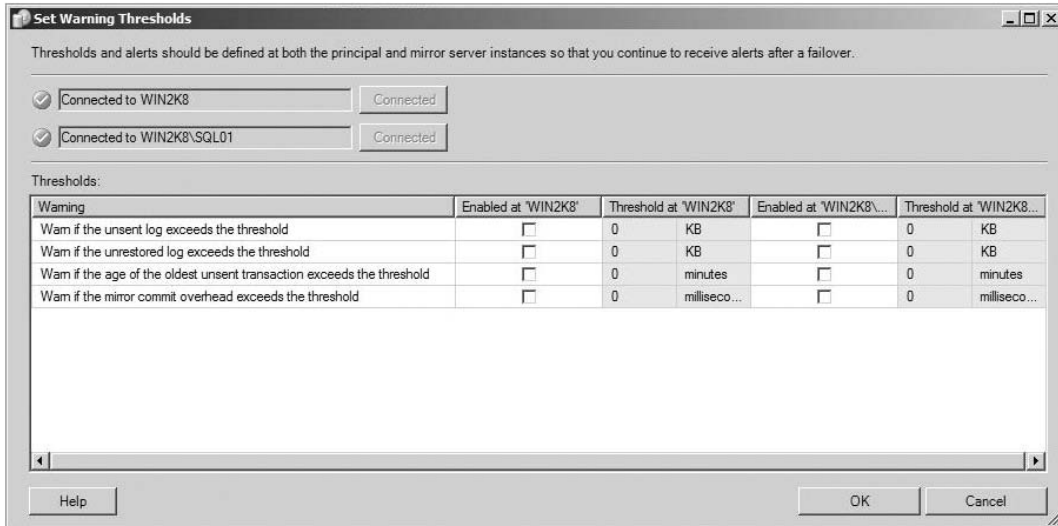 Set Warning Thresholds
Thresholds and alerts should be defined at both the principal and mirror server instances so that you continue to receive alerts after a failover.
Connected to WIN2K8 Connected
Connected to WIN2K8\SQL01 Connected
Thresholds:
Warning Enabled at 'WIN2K8' Threshold at 'WIN2K8' Enabled at 'WIN2K8\... Threshold at 'WIN2K8...
Warn if the unsent log exceeds the threshold 0 KB 0 KB
Warn if the unrestored log exceeds the threshold 0 KB 0 KB
Warn if the age of the oldest unsent transaction exceeds the threshold 0 minutes 0 minutes
Warn if the mirror commit overhead exceeds the threshold 0 milliseco... 0 milliseco...
Help OK Cancel